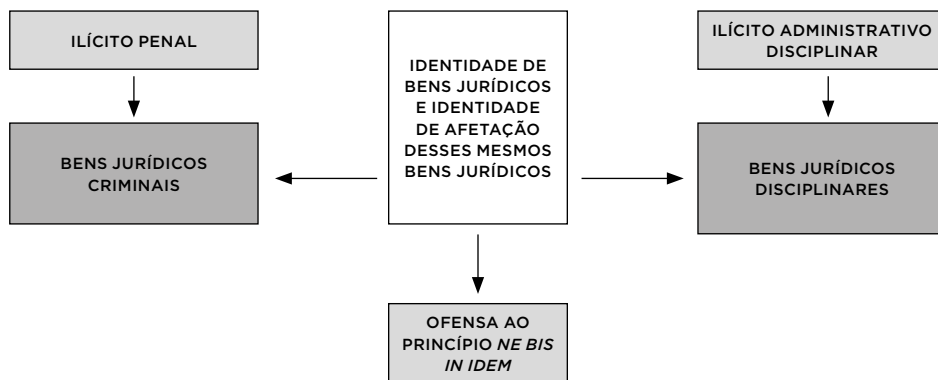 ILÍCITO PENAL
BENS JURÍDICOS
CRIMINAIS
IDENTIDADE DE
BENS JURÍDICOS
E IDENTIDADE
DE AFETAÇÃO
DESSES MESMOS
BENS JURÍDICOS
ILÍCITO ADMINISTRATIVO
DISCIPLINAR
BENS JURÍDICOS
DISCIPLINARES
OFENSA AO
PRINCÍPIO NE BIS
IN IDEM